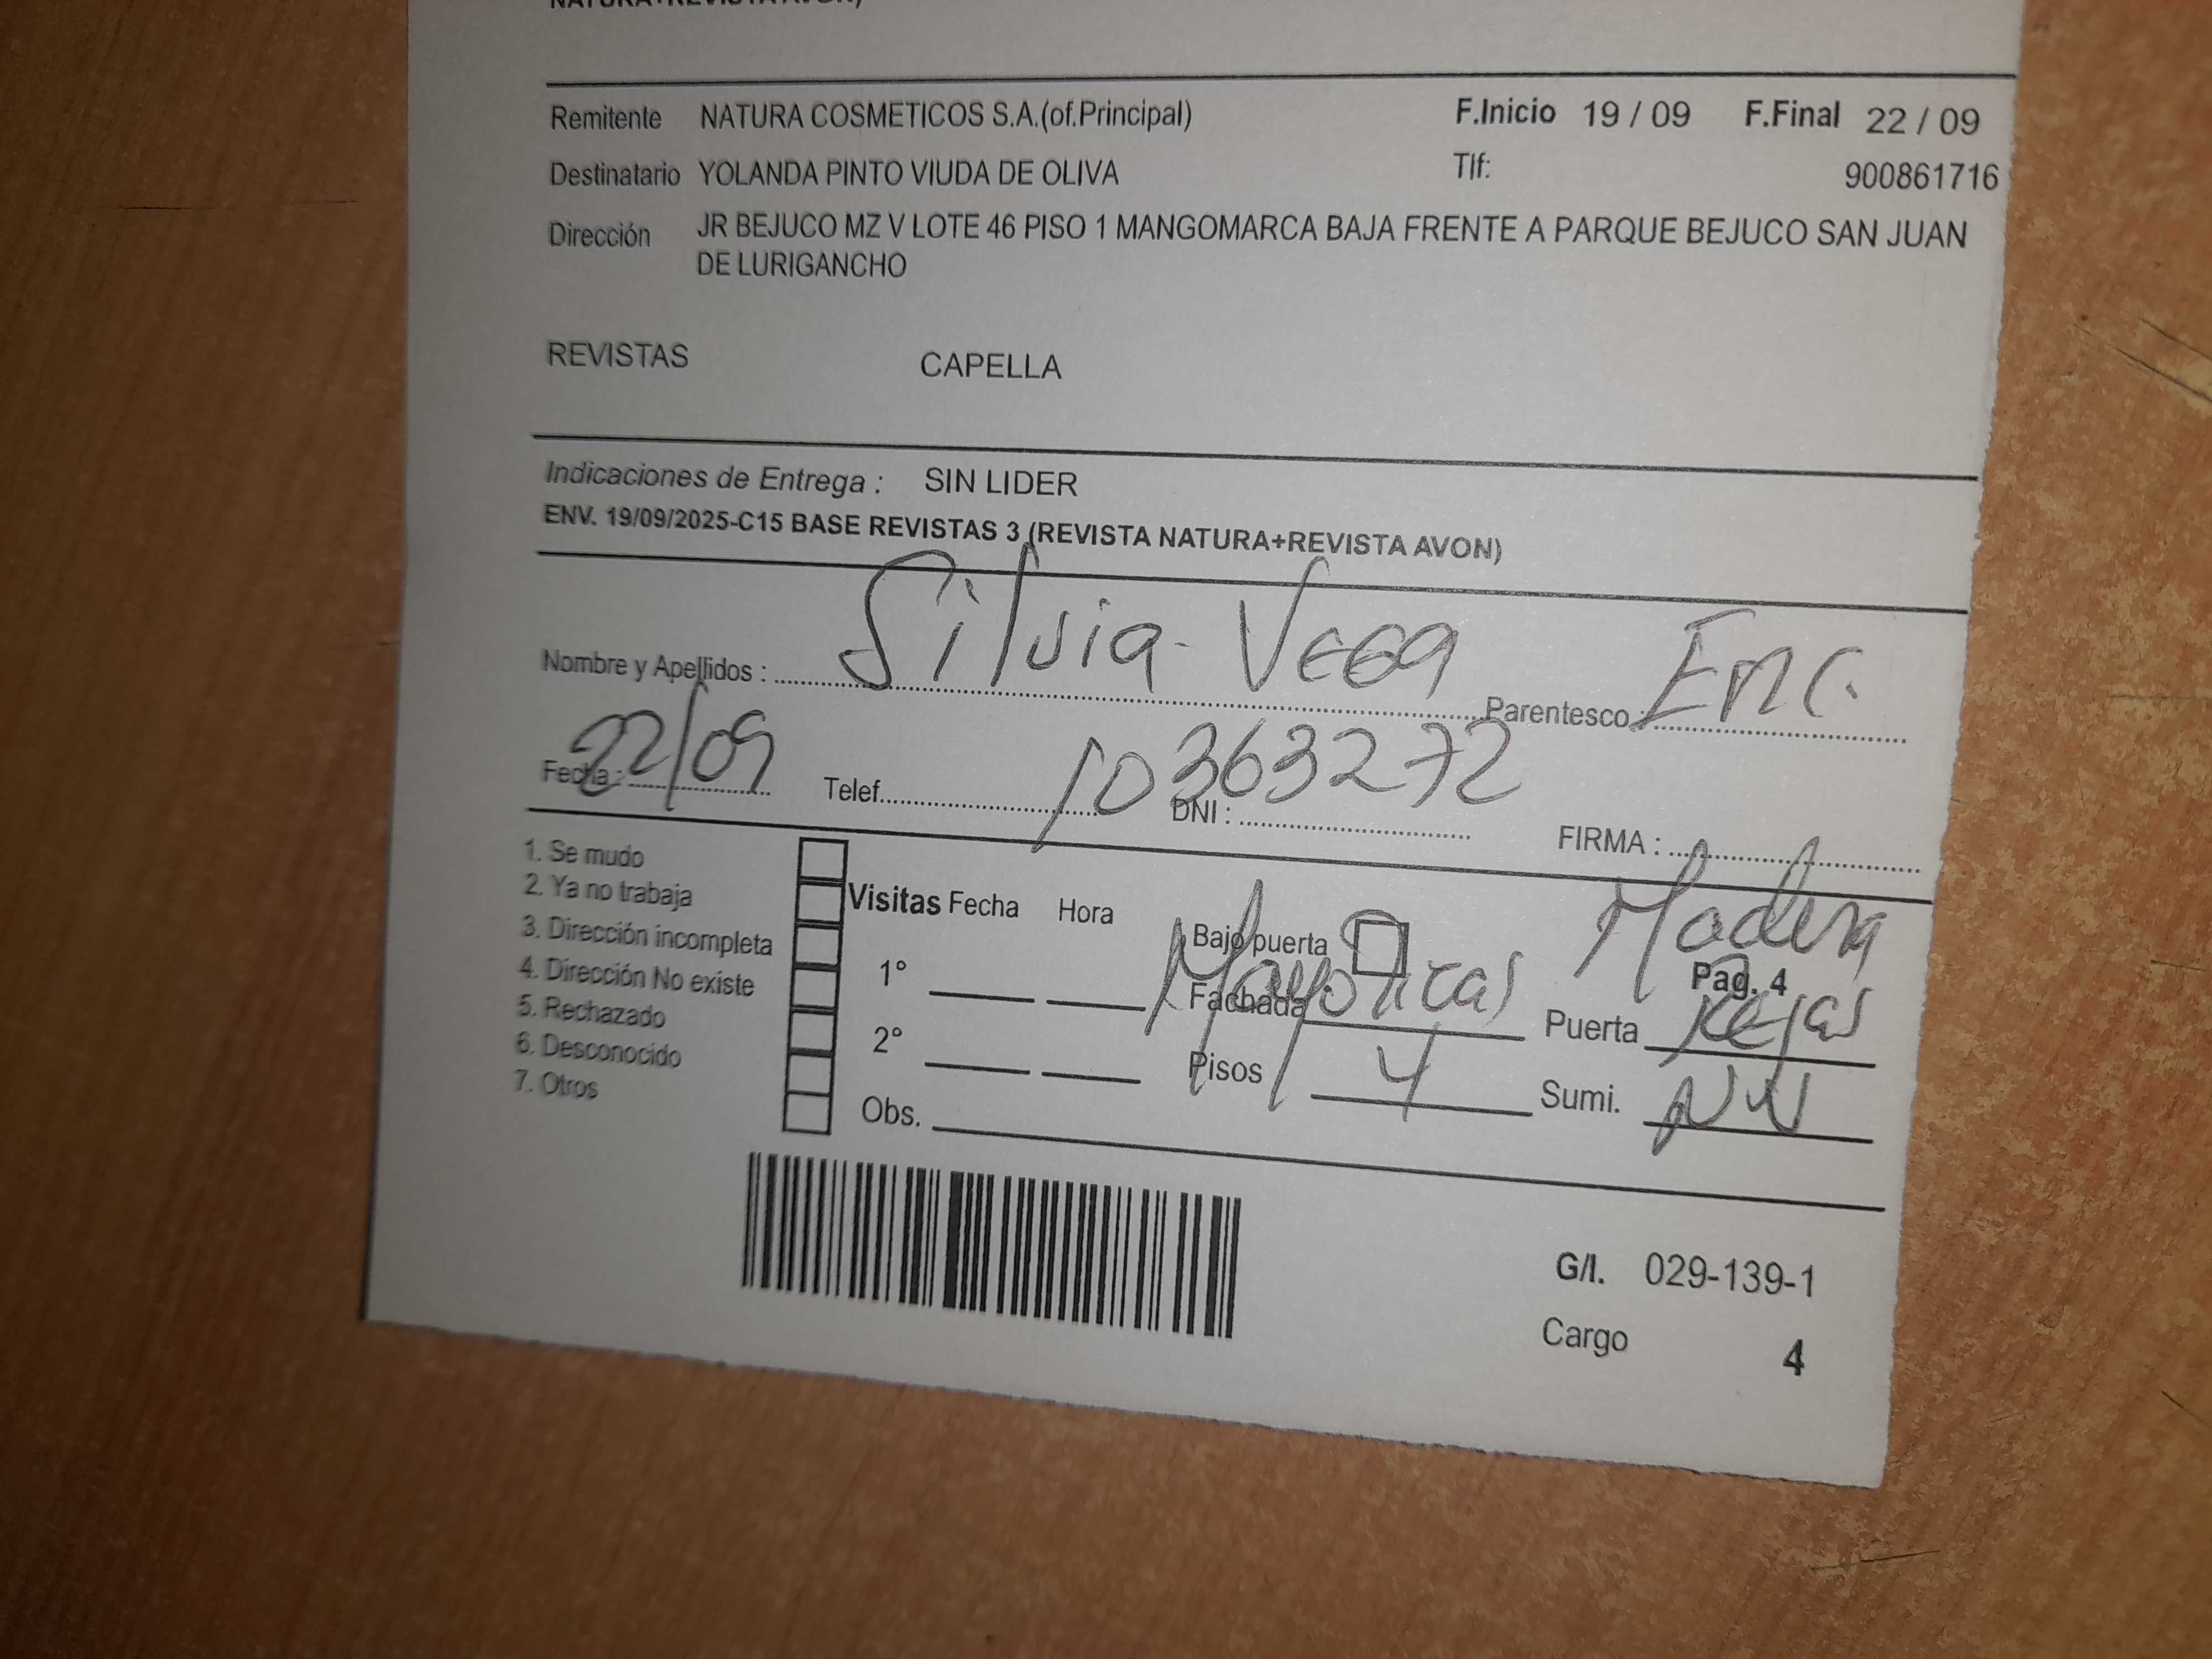 NATURA+REVISTA AVON)
Remitente NATURA COSMETICOS S.A.(of.Principal) F.Inicio 19 / 09 F.Final 22 / 09
Destinatario YOLANDA PINTO VIUDA DE OLIVA Tlf: 900861716
Dirección JR BEJUCO MZ V LOTE 46 PISO 1 MANGOMARCA BAJA FRENTE A PARQUE BEJUCO SAN JUAN
DE LURIGANCHO
REVISTAS CAPELLA
Indicaciones de Entrega : SIN LIDER
ENV. 19/09/2025-C15 BASE REVISTAS 3 (REVISTA NATURA+REVISTA AVON)
Nombre y Apellidos : Silvia Vega Parentesco : Enc.
Fecha : 22/09 Telef. DNI : 10363272 FIRMA :
1. Se mudo
2. Ya no trabaja
3. Dirección incompleta
4. Dirección No existe
5. Rechazado
6. Desconocido
7. Otros
Visitas Fecha Hora
1°
2°
Obs.
Bajo puerta Madera
Pag. 4
Fachada Mayolicas Puerta Rejas
Pisos 4 Sumi. NN
G/I. 029-139-1
Cargo 4